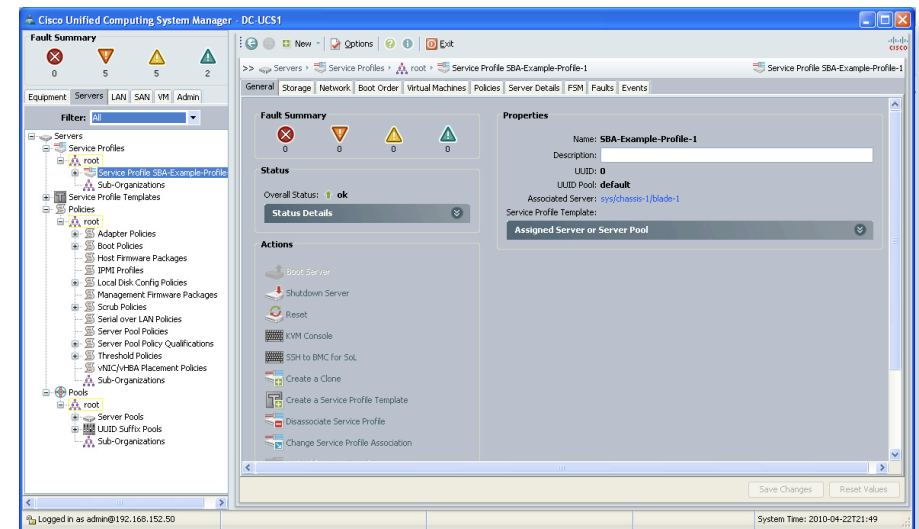 Cisco Unified Computing System Manager - DC-UCS1
Fault Summary
0 5 5 2
New Options Exit
cisco
>> Servers Service Profiles root Service Profile SBA-Example-Profile-1
Service Profile SBA-Example-Profile-1
Equipment Servers LAN SAN VM Admin
Filter: All
Servers
Service Profiles
root
Service Profile SBA-Example-Profile
Sub-Organizations
Service Profile Templates
Policies
root
Adapter Policies
Boot Policies
Host Firmware Packages
IPMI Profiles
Local Disk Config Policies
Management Firmware Packages
Scrub Policies
Serial over LAN Policies
Server Pool Policies
Server Pool Policy Qualifications
Threshold Policies
vNIC/vHBA Placement Policies
Sub-Organizations
Pools
root
Server Pools
UUID Suffix Pools
Sub-Organizations
General Storage Network Boot Order Virtual Machines Policies Server Details FSM Faults Events
Fault Summary
0 0 0 0
Status
Overall Status: ok
Status Details
Actions
Boot Server
Shutdown Server
Reset
KVM Console
SSH to BMC for SoL
Create a Clone
Create a Service Profile Template
Disassociate Service Profile
Change Service Profile Association
Properties
Name: SBA-Example-Profile-1
Description:
UUID: 0
UUID Pool: default
Associated Server: sys/chassis-1/blade-1
Service Profile Template:
Assigned Server or Server Pool
Save Changes Reset Values
Logged in as admin@192.168.152.50
System Time: 2010-04-22T21:49